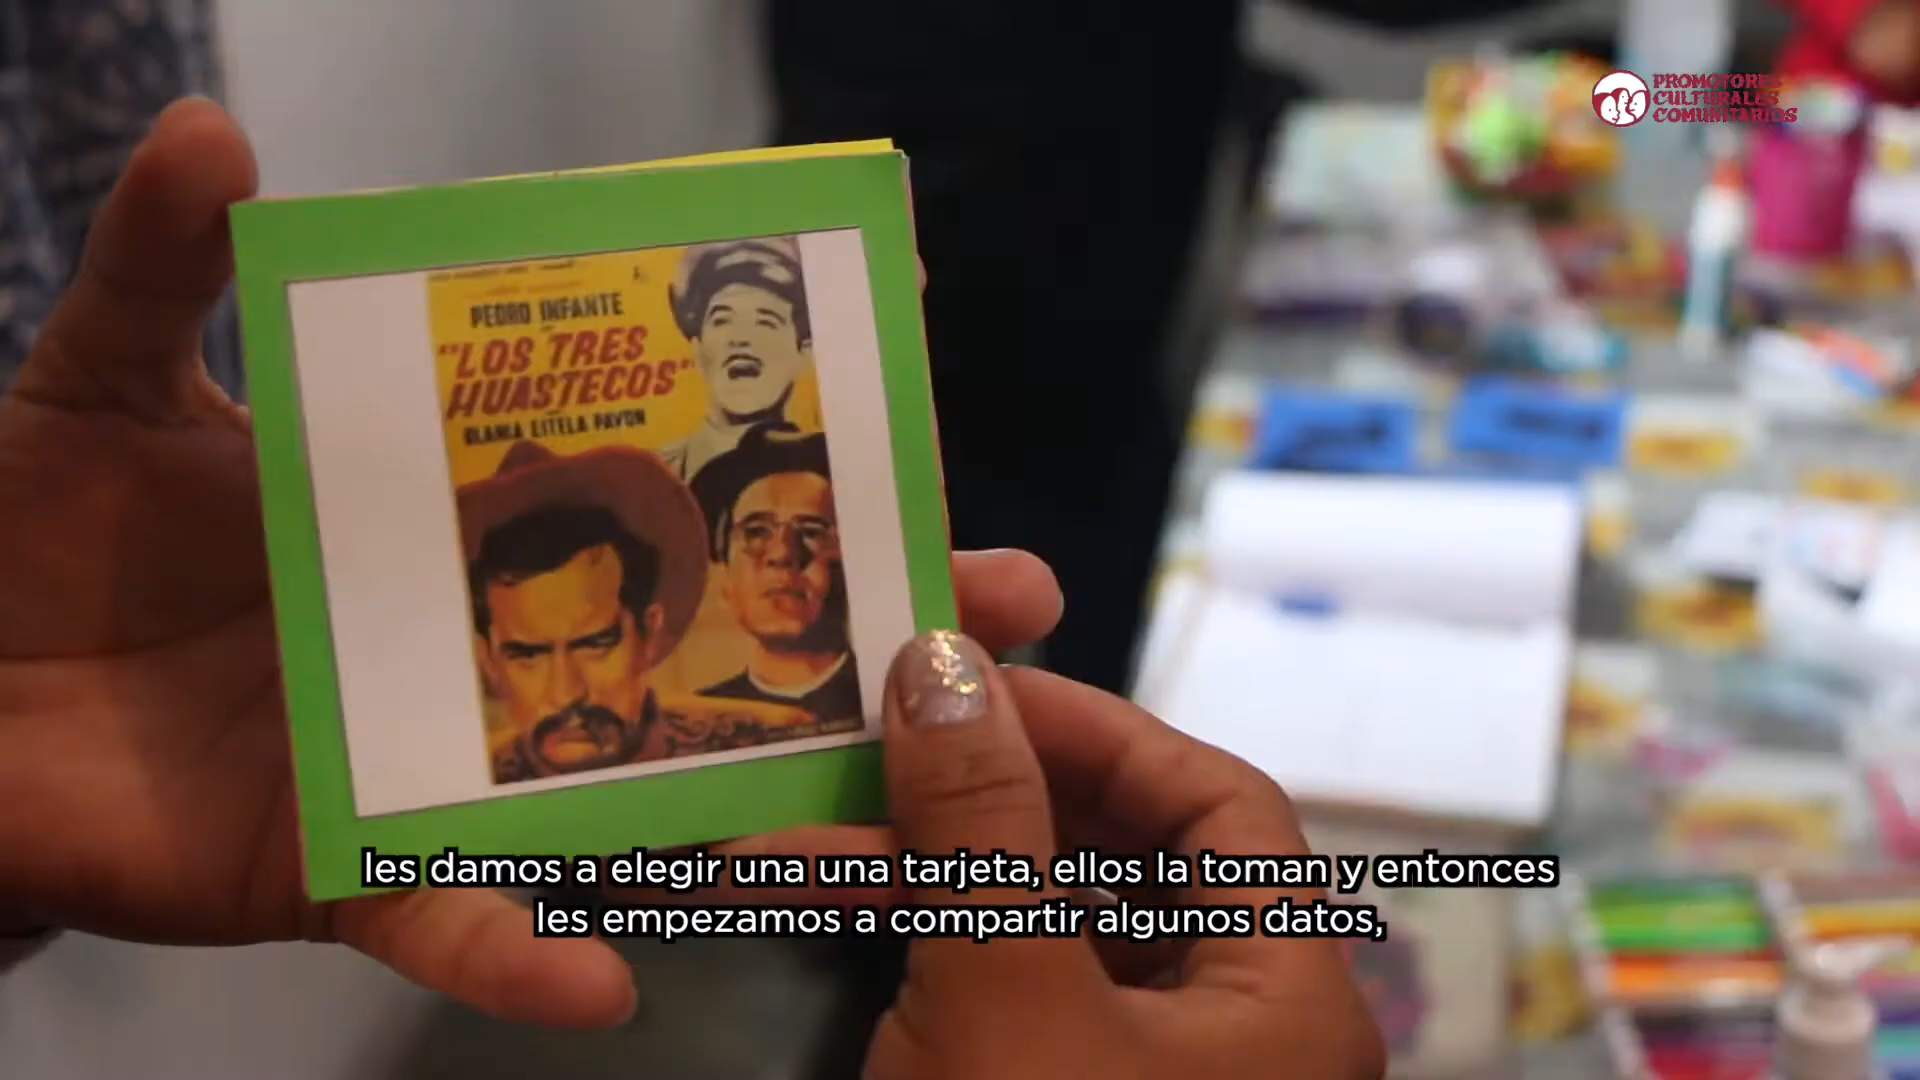 PROMOTORES
CULTURALES
COMUNITARIOS
PEDRO INFANTE
"LOS TRES
HUASTECOS"
BLANCA ESTELA PAVON
les damos a elegir una una tarjeta, ellos la toman y entonces
les empezamos a compartir algunos datos,